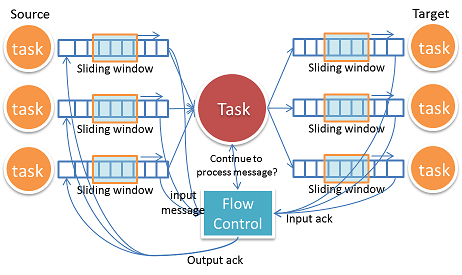 Source
Target
task
Sliding window
Sliding window
task
task
Sliding window
Task
Sliding window
task
task
Sliding window
Continue to
process message?
Sliding window
task
input
message
Flow
Control
Input ack
Output ack